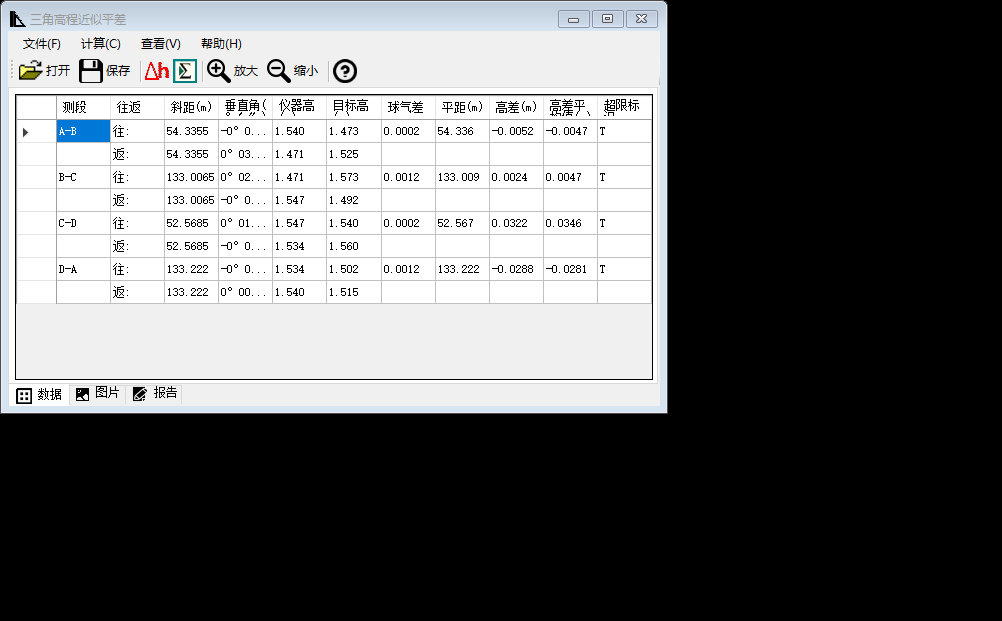 三角高程近似平差
文件(F) 计算(C) 查看(V) 帮助(H)
打开 保存 Δh Σ 放大 缩小 ?
测段 往返 斜距(m) 垂直角( 仪器高 目标高 球气差 平距(m) 高差(m) 高差平 超限标
A-B 往: 54.3355 -0° 0... 1.540 1.473 0.0002 54.336 -0.0052 -0.0047 T
返: 54.3355 0° 03... 1.471 1.525
B-C 往: 133.0065 0° 02... 1.471 1.573 0.0012 133.009 0.0024 0.0047 T
返: 133.0065 -0° 0... 1.547 1.492
C-D 往: 52.5685 0° 01... 1.547 1.540 0.0002 52.567 0.0322 0.0346 T
返: 52.5685 -0° 0... 1.534 1.560
D-A 往: 133.222 -0° 0... 1.534 1.502 0.0012 133.222 -0.0288 -0.0281 T
返: 133.222 0° 00... 1.540 1.515
数据 图片 报告